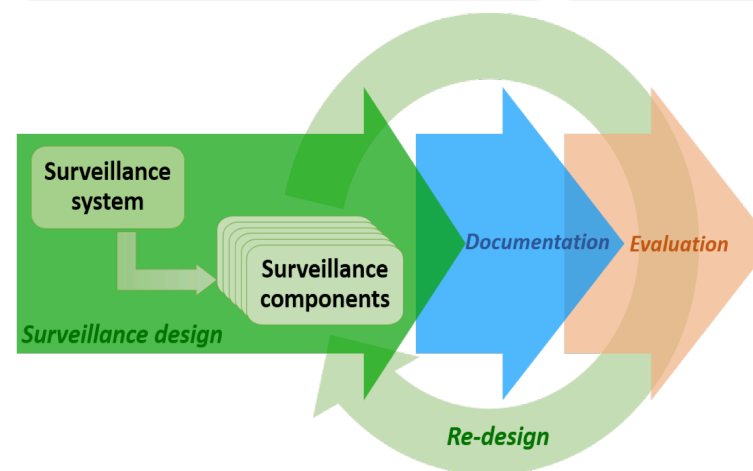 Surveillance
system
Surveillance
components
Surveillance design
Documentation
Evaluation
Re-design